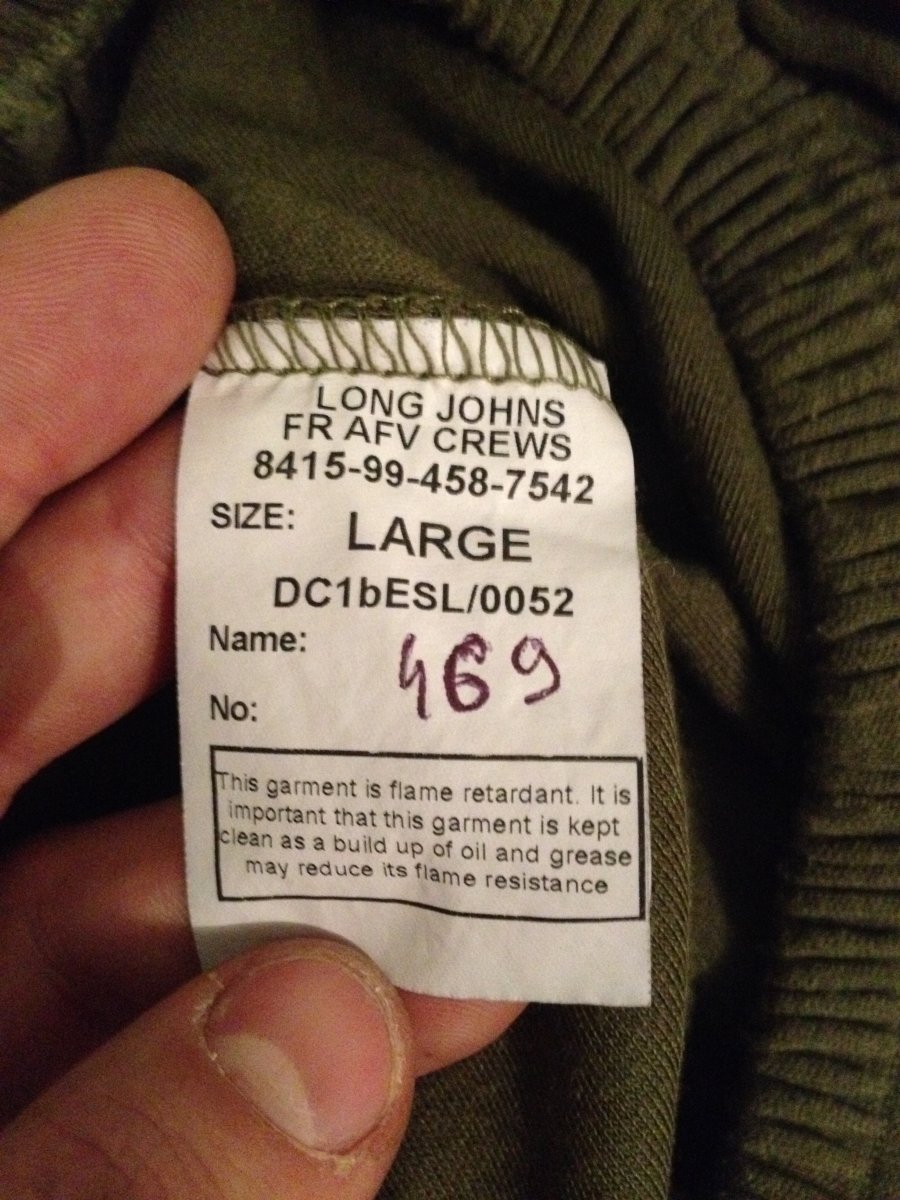 LONG JOHNS
FR AFV CREWS
8415-99-458-7542
SIZE: LARGE
DC1bESL/0052
Name: 469
No:
This garment is flame retardant. It is
important that this garment is kept
clean as a build up of oil and grease
may reduce its flame resistance